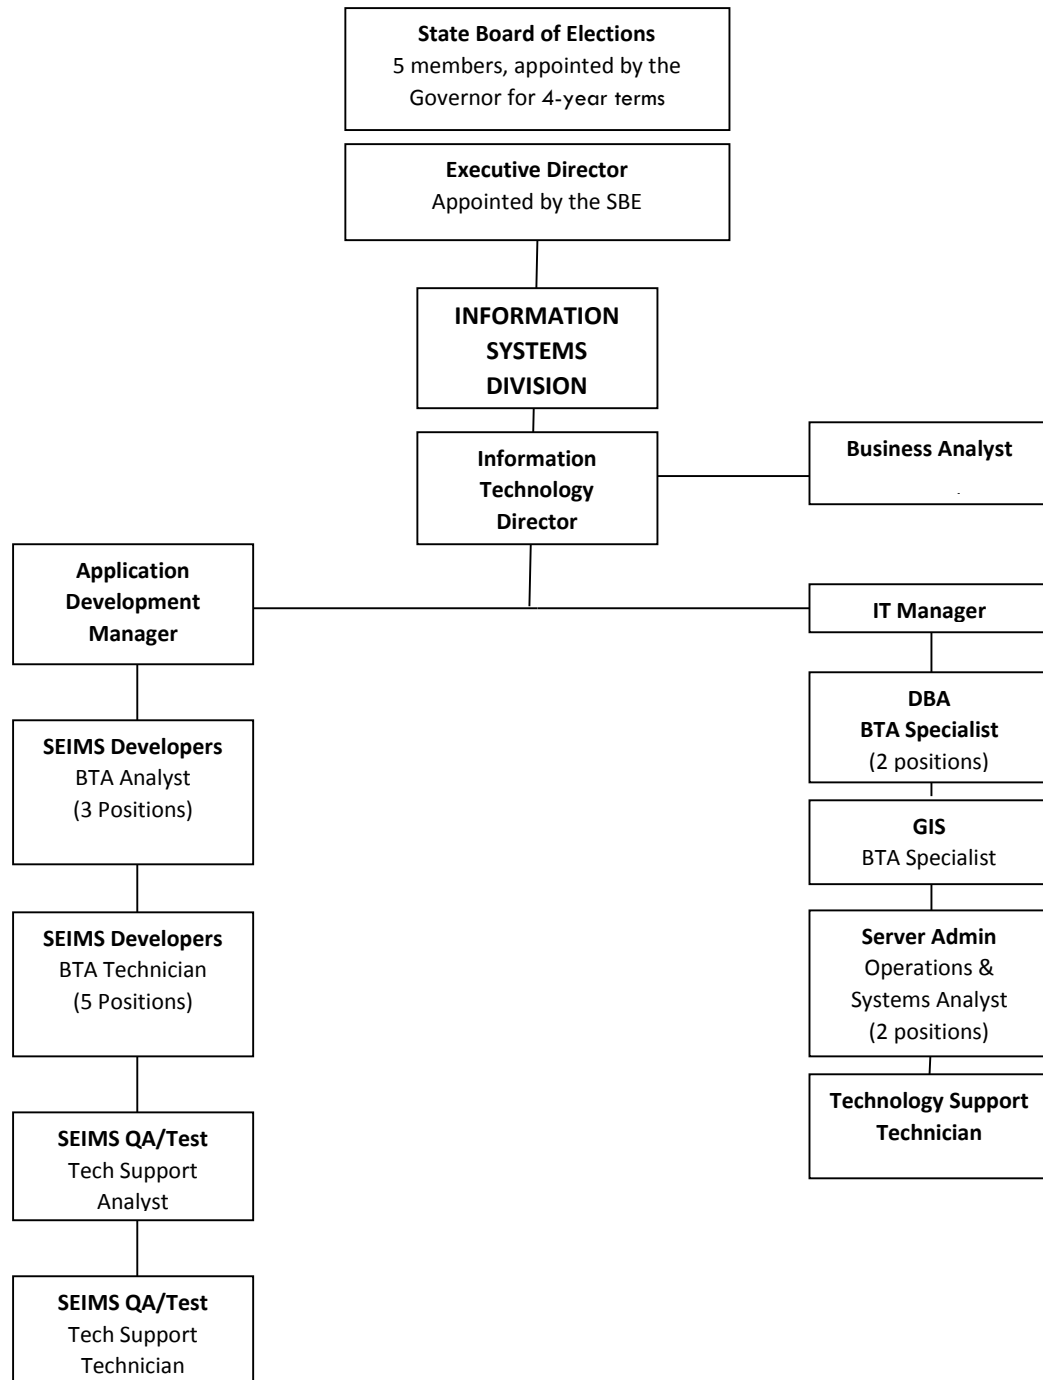 State Board of Elections
5 members, appointed by the
Governor for 4-year terms
Executive Director
Appointed by the SBE
INFORMATION
SYSTEMS
DIVISION
Information
Technology
Director
Business Analyst
Application
Development
Manager
IT Manager
SEIMS Developers
BTA Analyst
(3 Positions)
SEIMS Developers
BTA Technician
(5 Positions)
SEIMS QA/Test
Tech Support
Analyst
SEIMS QA/Test
Tech Support
Technician
DBA
BTA Specialist
(2 positions)
GIS
BTA Specialist
Server Admin
Operations &
Systems Analyst
(2 positions)
Technology Support
Technician